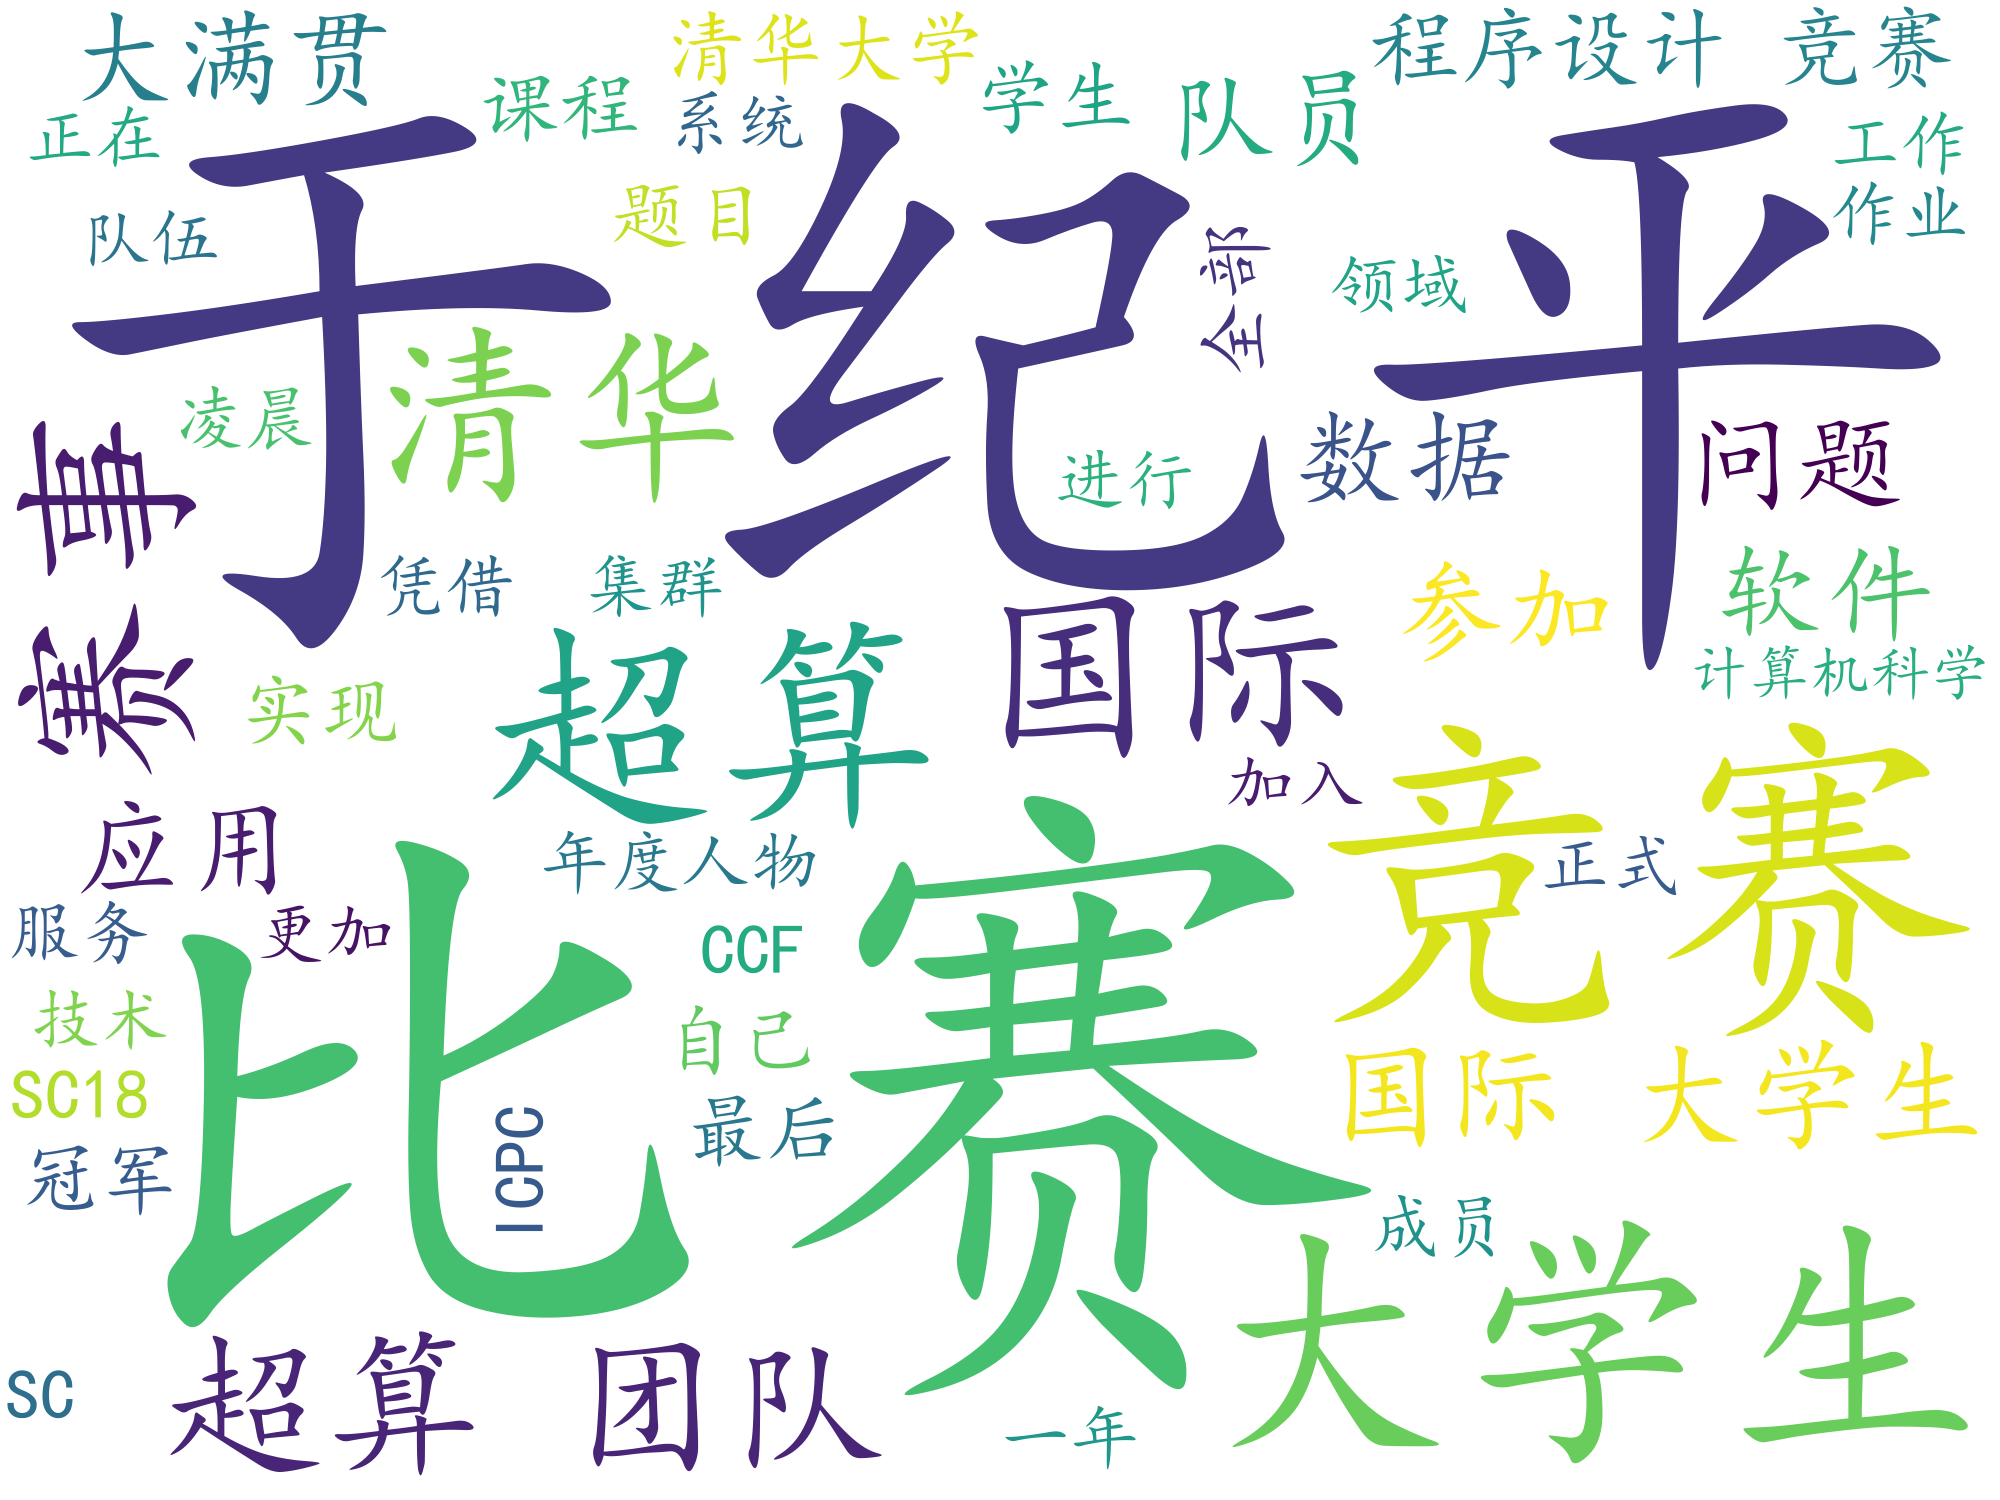 大满贯
清华大学
程序设计 竞赛
课程
系统
学生
队员
正在
工作
于纪平
题目
作业
队伍
全部
领域
清华
凌晨
数据
问题
赛事
进行
凭借
集群
参加
软件
国际
超算
计算机科学
实现
加入
竞赛
应用
年度人物
正式
比赛
服务
更加
CCF
技术
自己
SC18
国际 大学生
最后
冠军
ICPC
成员
大学生
超算 团队
SC
一年